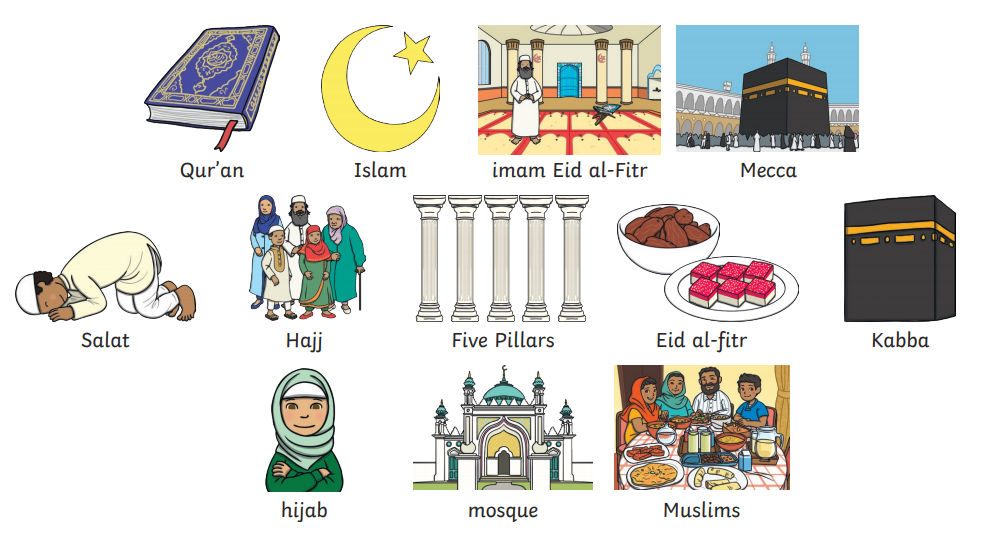 Qur’an
Islam
imam Eid al-Fitr
Mecca
Salat
Hajj
Five Pillars
Eid al-fitr
Kabba
hijab
mosque
Muslims